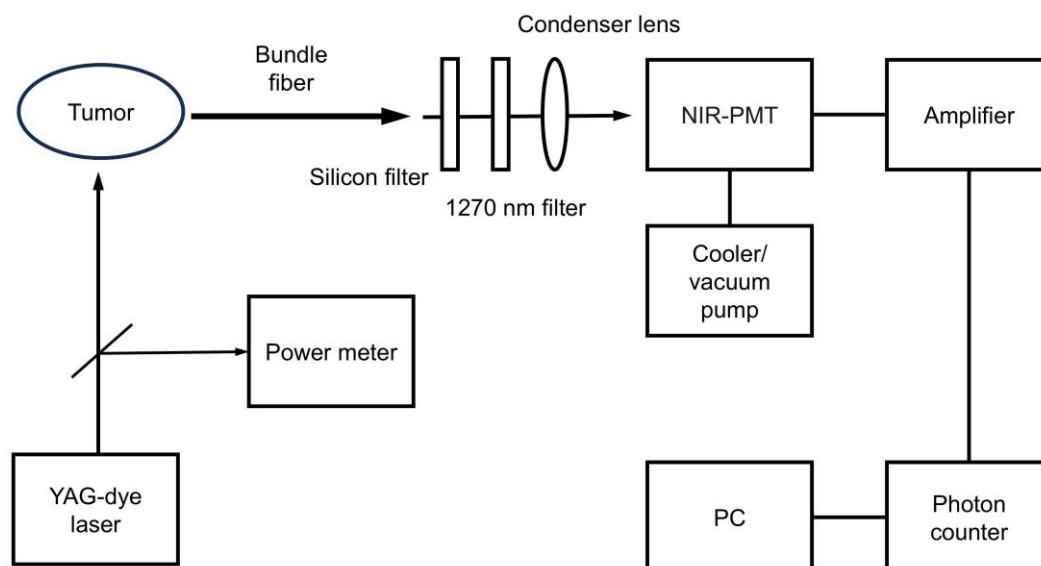 Condenser lens
Bundle
fiber
Tumor
NIR-PMT
Amplifier
Silicon filter
1270 nm filter
Cooler/
vacuum
pump
Power meter
YAG-dye
laser
PC
Photon
counter